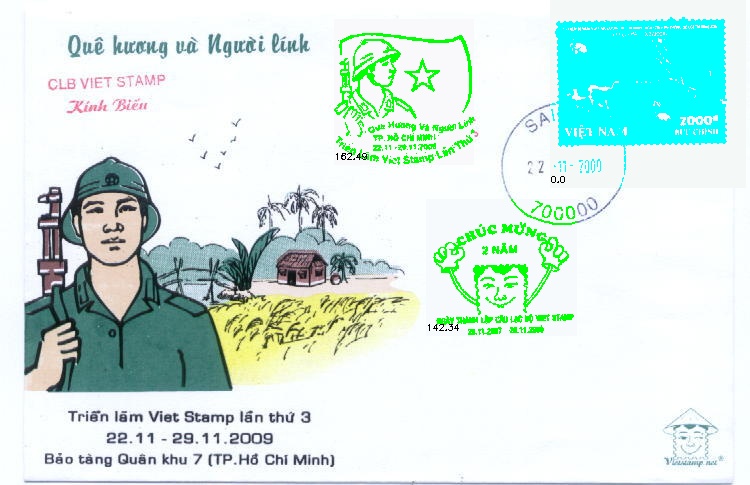 Quê hương và Người lính
CLB VIET STAMP
Kính Biếu
Quê Hương Và Người Lính
TP. HỒ CHÍ MINH
22.11 - 29.11.2009
Triển lãm Viet Stamp Lần Thứ 3
162.49
2000đ
VIỆT NA
BƯU CHÍNH
SAI
22 -11- 2009
0.0
700000
CHÚC MỪNG
2 NĂM
NGÀY THÀNH LẬP CÂU LẠC BỘ VIET STAMP
26.11.2007 26.11.2009
142.34
Triển lãm Viet Stamp lần thứ 3
22.11 - 29.11.2009
Bảo tàng Quân khu 7 (TP.Hồ Chí Minh)
Vietstamp.net®